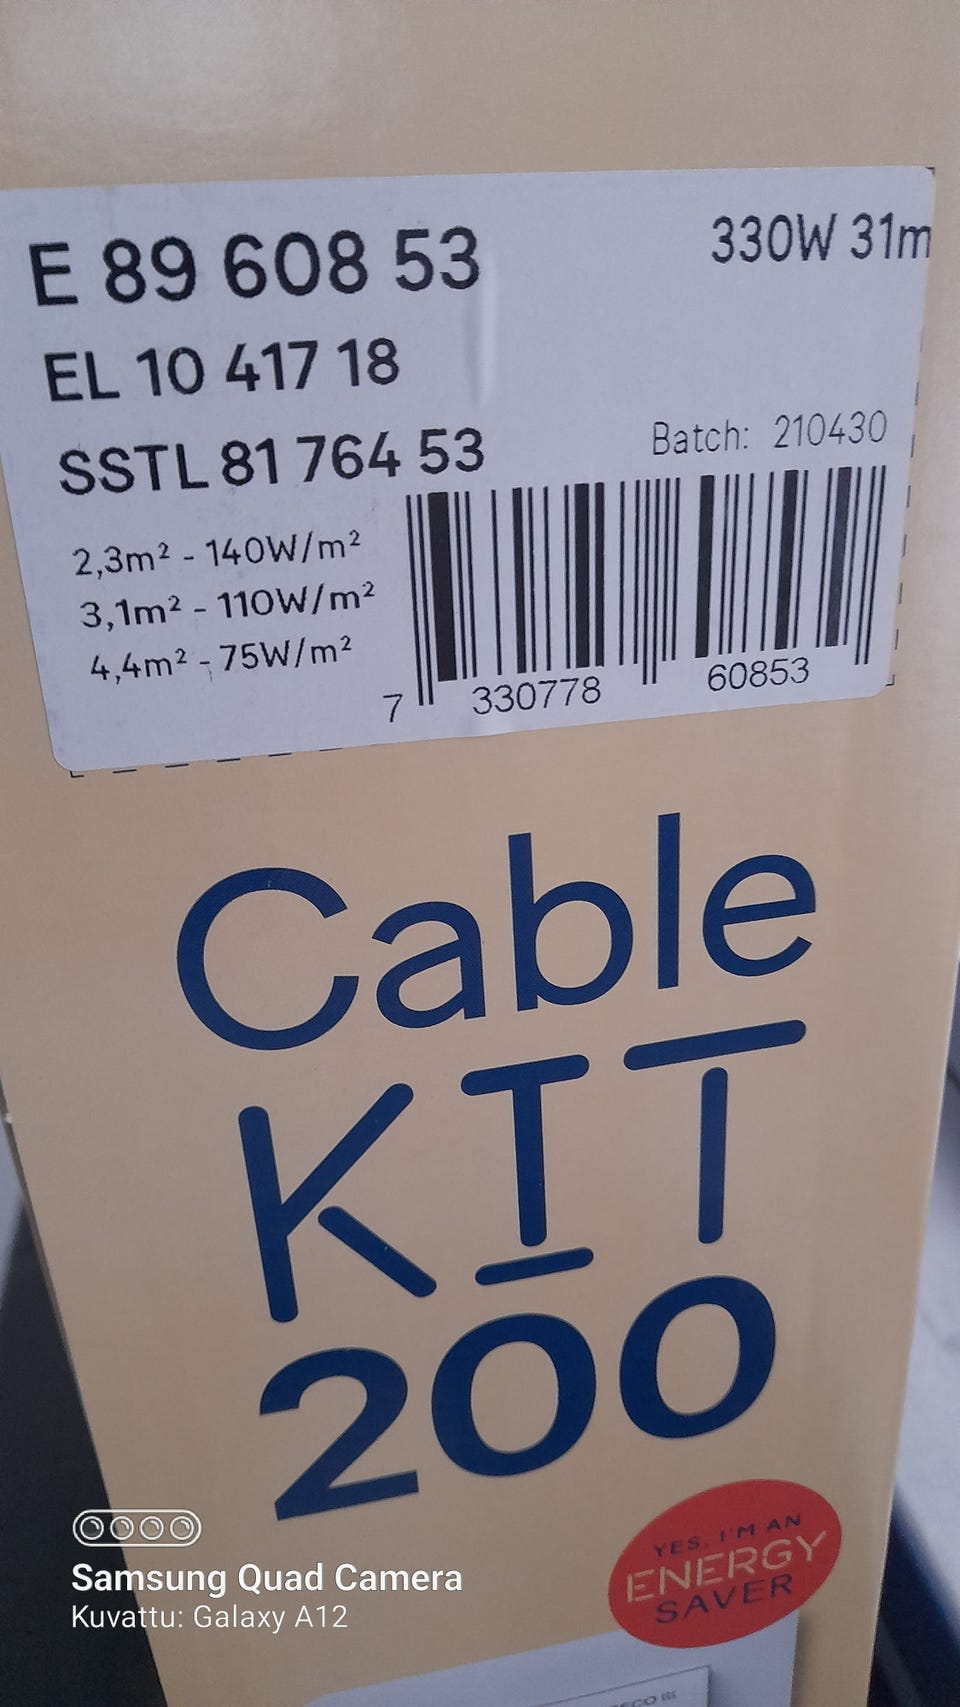 E 89 608 53
330W 31m
EL 10 417 18
SSTL 81 764 53
Batch: 210430
2,3m² - 140W/m²
3,1m² - 110W/m²
4,4m² - 75W/m²
7 330778 60853
Cable
KIT
200
YES, I'M AN
ENERGY
SAVER
Samsung Quad Camera
Kuvattu: Galaxy A12